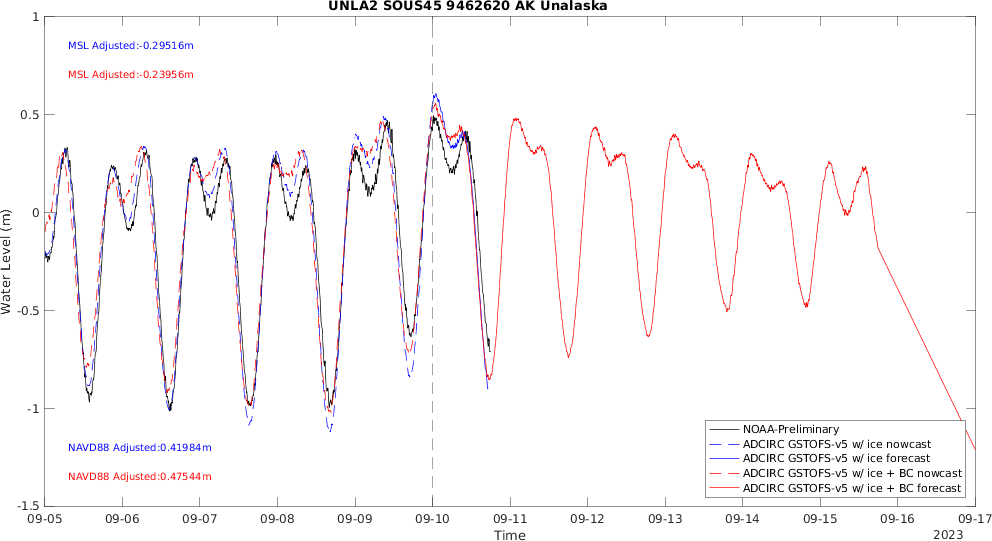 UNLA2 SOUS45 9462620 AK Unalaska
MSL Adjusted:-0.29516m
MSL Adjusted:-0.23956m
NAVD88 Adjusted:0.41984m
NAVD88 Adjusted:0.47544m
Water Level (m)
1
0.5
0
-0.5
-1
-1.5
NOAA-Preliminary
ADCIRC GSTOFS-v5 w/ ice nowcast
ADCIRC GSTOFS-v5 w/ ice forecast
ADCIRC GSTOFS-v5 w/ ice + BC nowcast
ADCIRC GSTOFS-v5 w/ ice + BC forecast
09-05 09-06 09-07 09-08 09-09 09-10 09-11 09-12 09-13 09-14 09-15 09-16 09-17
Time
2023